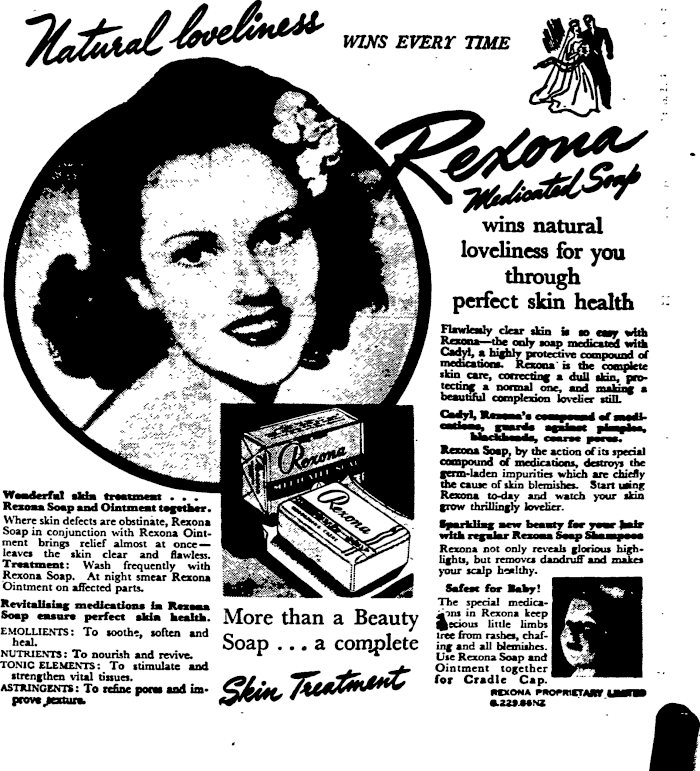 Natural loveliness
WINS EVERY TIME
Rexona
Medicated Soap
wins natural
loveliness for you
through
perfect skin health
Flawlessly clear skin is so easy with
Rexona—the only soap medicated with
Cadyl, a highly protective compound of
medications. Rexona is the complete
skin care, correcting a dull skin, pro-
tecting a normal one, and making a
beautiful complexion lovelier still.
Cadyl, Rexona's compound of medi-
cations, guards against pimples,
blackheads, coarse pores.
Rexona Soap, by the action of its special
compound of medications, destroys the
germ-laden impurities which are chiefly
the cause of skin blemishes. Start using
Rexona to-day and watch your skin
grow thrillingly lovelier.
Sparkling new beauty for your hair
with regular Rexona Soap Shampoos
Rexona not only reveals glorious high-
lights, but removes dandruff and makes
your scalp healthy.
Safest for Baby!
The special medica-
ions in Rexona keep
ecious little limbs
free from rashes, chaf-
ing and all blemishes.
Use Rexona Soap and
Ointment together
for Cradle Cap.
REXONA PROPRIETARY LIMITED
G.229.86NZ
Rexona
MEDICATED SOAP
Rexona
Wonderful skin treatment . . .
Rexona Soap and Ointment together.
Where skin defects are obstinate, Rexona
Soap in conjunction with Rexona Oint-
ment brings relief almost at once—
leaves the skin clear and flawless.
Treatment: Wash frequently with
Rexona Soap. At night smear Rexona
Ointment on affected parts.
Revitalising medications in Rexona
Soap ensure perfect skin health.
EMOLLIENTS: To soothe, soften and
heal.
NUTRIENTS: To nourish and revive.
TONIC ELEMENTS: To stimulate and
strengthen vital tissues.
ASTRINGENTS: To refine pores and im-
prove texture.
More than a Beauty
Soap . . . a complete
Skin Treatment